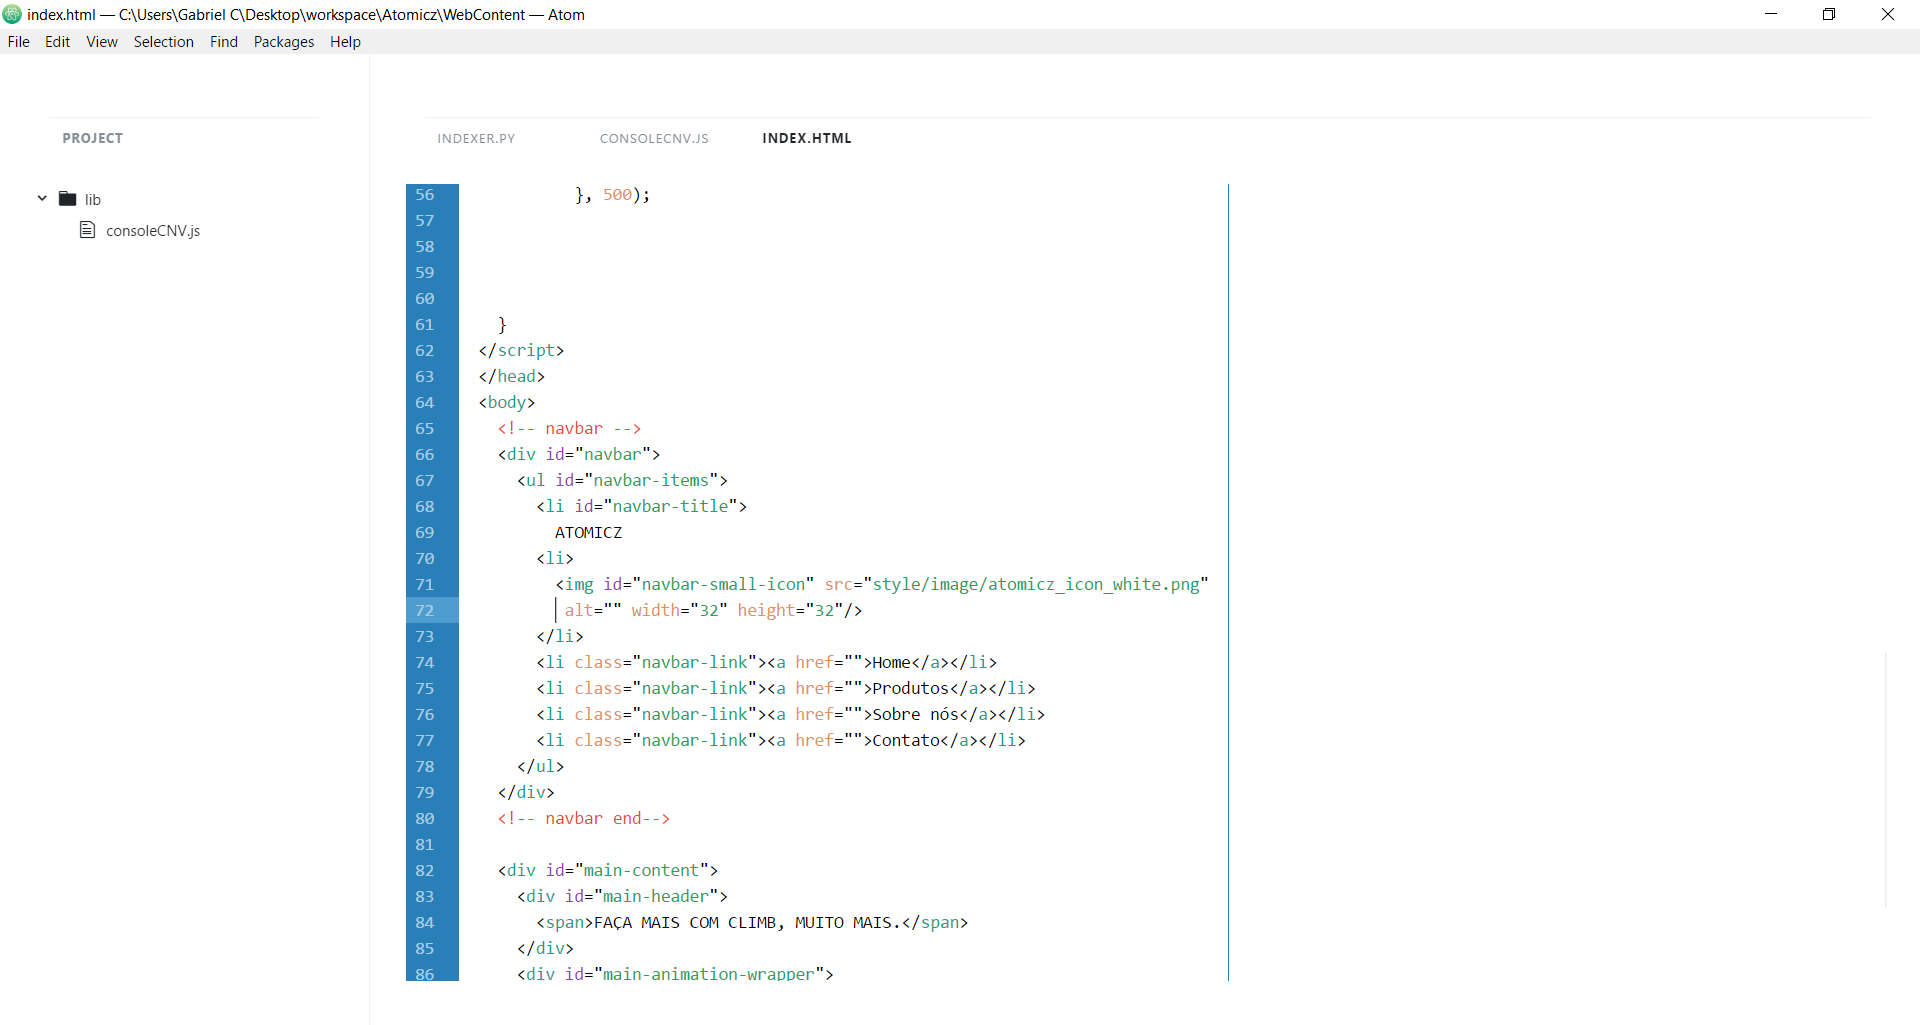 index.html — C:\Users\Gabriel C\Desktop\workspace\Atomicz\WebContent — Atom
File Edit View Selection Find Packages Help
PROJECT
lib
consoleCNV.js
INDEXER.PY CONSOLECNV.JS INDEX.HTML
56 }, 500);
57
58
59
60
61 }
62 </script>
63 </head>
64 <body>
65 <!-- navbar -->
66 <div id="navbar">
67 <ul id="navbar-items">
68 <li id="navbar-title">
69 ATOMICZ
70 <li>
71 <img id="navbar-small-icon" src="style/image/atomicz_icon_white.png"
72 alt="" width="32" height="32"/>
73 </li>
74 <li class="navbar-link"><a href="">Home</a></li>
75 <li class="navbar-link"><a href="">Produtos</a></li>
76 <li class="navbar-link"><a href="">Sobre nós</a></li>
77 <li class="navbar-link"><a href="">Contato</a></li>
78 </ul>
79 </div>
80 <!-- navbar end-->
81
82 <div id="main-content">
83 <div id="main-header">
84 <span>FAÇA MAIS COM CLIMB, MUITO MAIS.</span>
85 </div>
86 <div id="main-animation-wrapper">